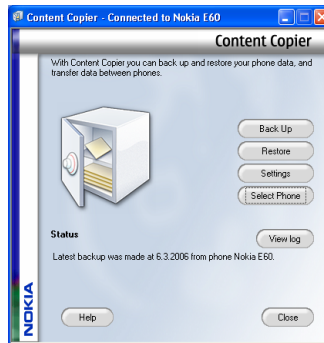 Content Copier - Connected to Nokia E60
Content Copier
With Content Copier you can back up and restore your phone data, and
transfer data between phones.
Back Up
Restore
Settings
Select Phone
Status
View log
Latest backup was made at 6.3.2006 from phone Nokia E60.
NOKIA
Help
Close